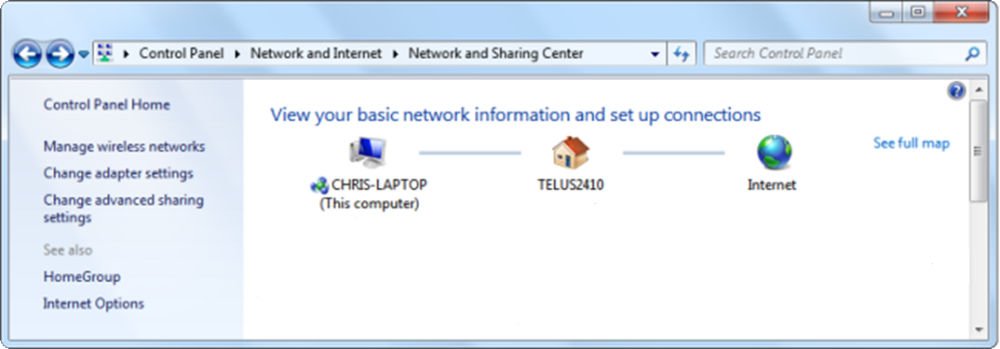 Control Panel ▸ Network and Internet ▸ Network and Sharing Center
Search Control Panel
Control Panel Home
Manage wireless networks
Change adapter settings
Change advanced sharing
settings
See also
HomeGroup
Internet Options
View your basic network information and set up connections
See full map
CHRIS-LAPTOP
(This computer)
TELUS2410
Internet